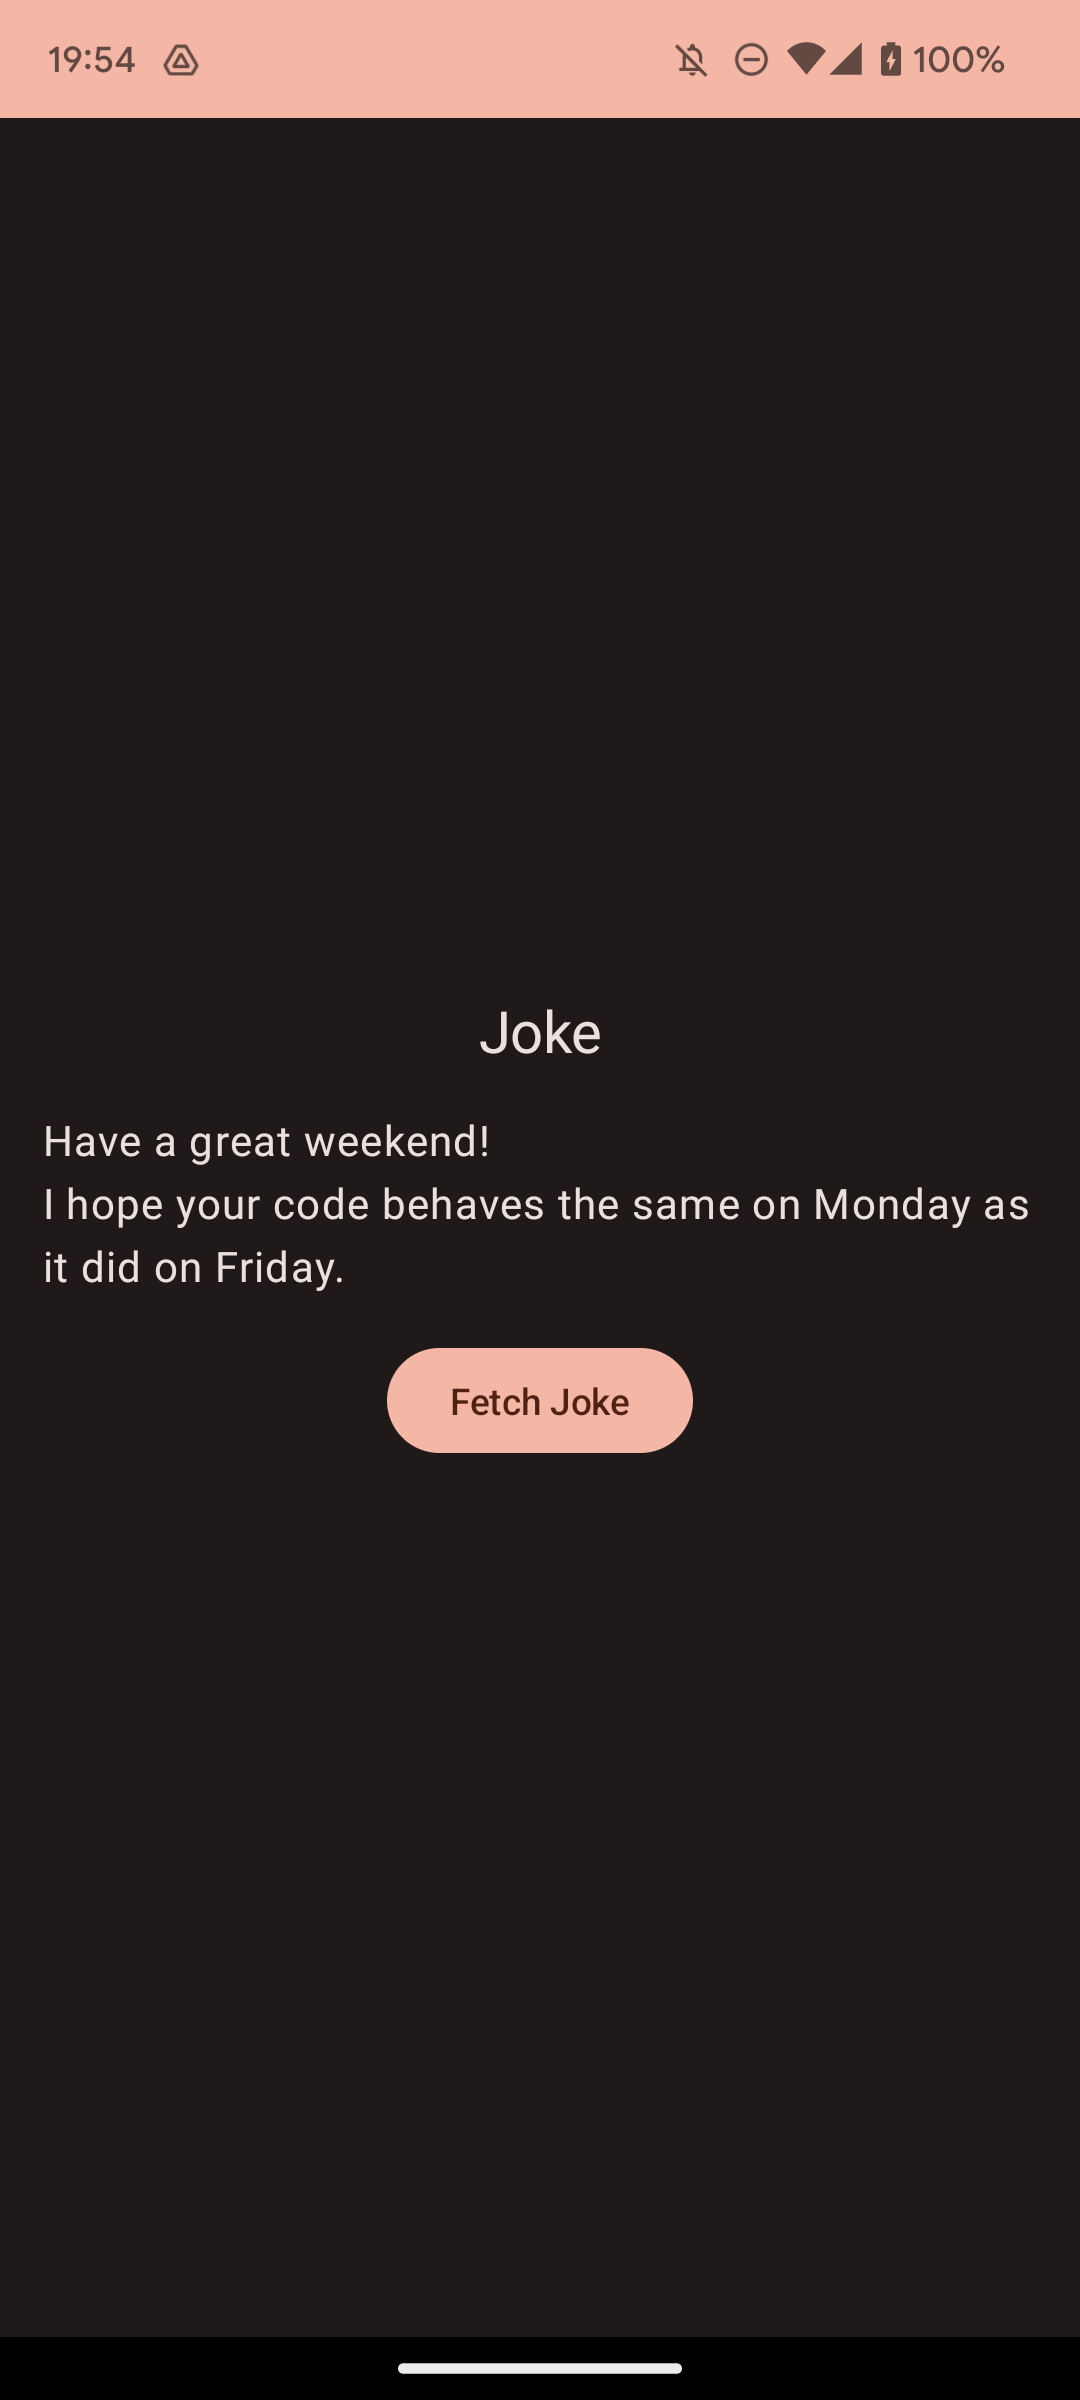 19:54
100%
Joke
Have a great weekend!
I hope your code behaves the same on Monday as
it did on Friday.
Fetch Joke